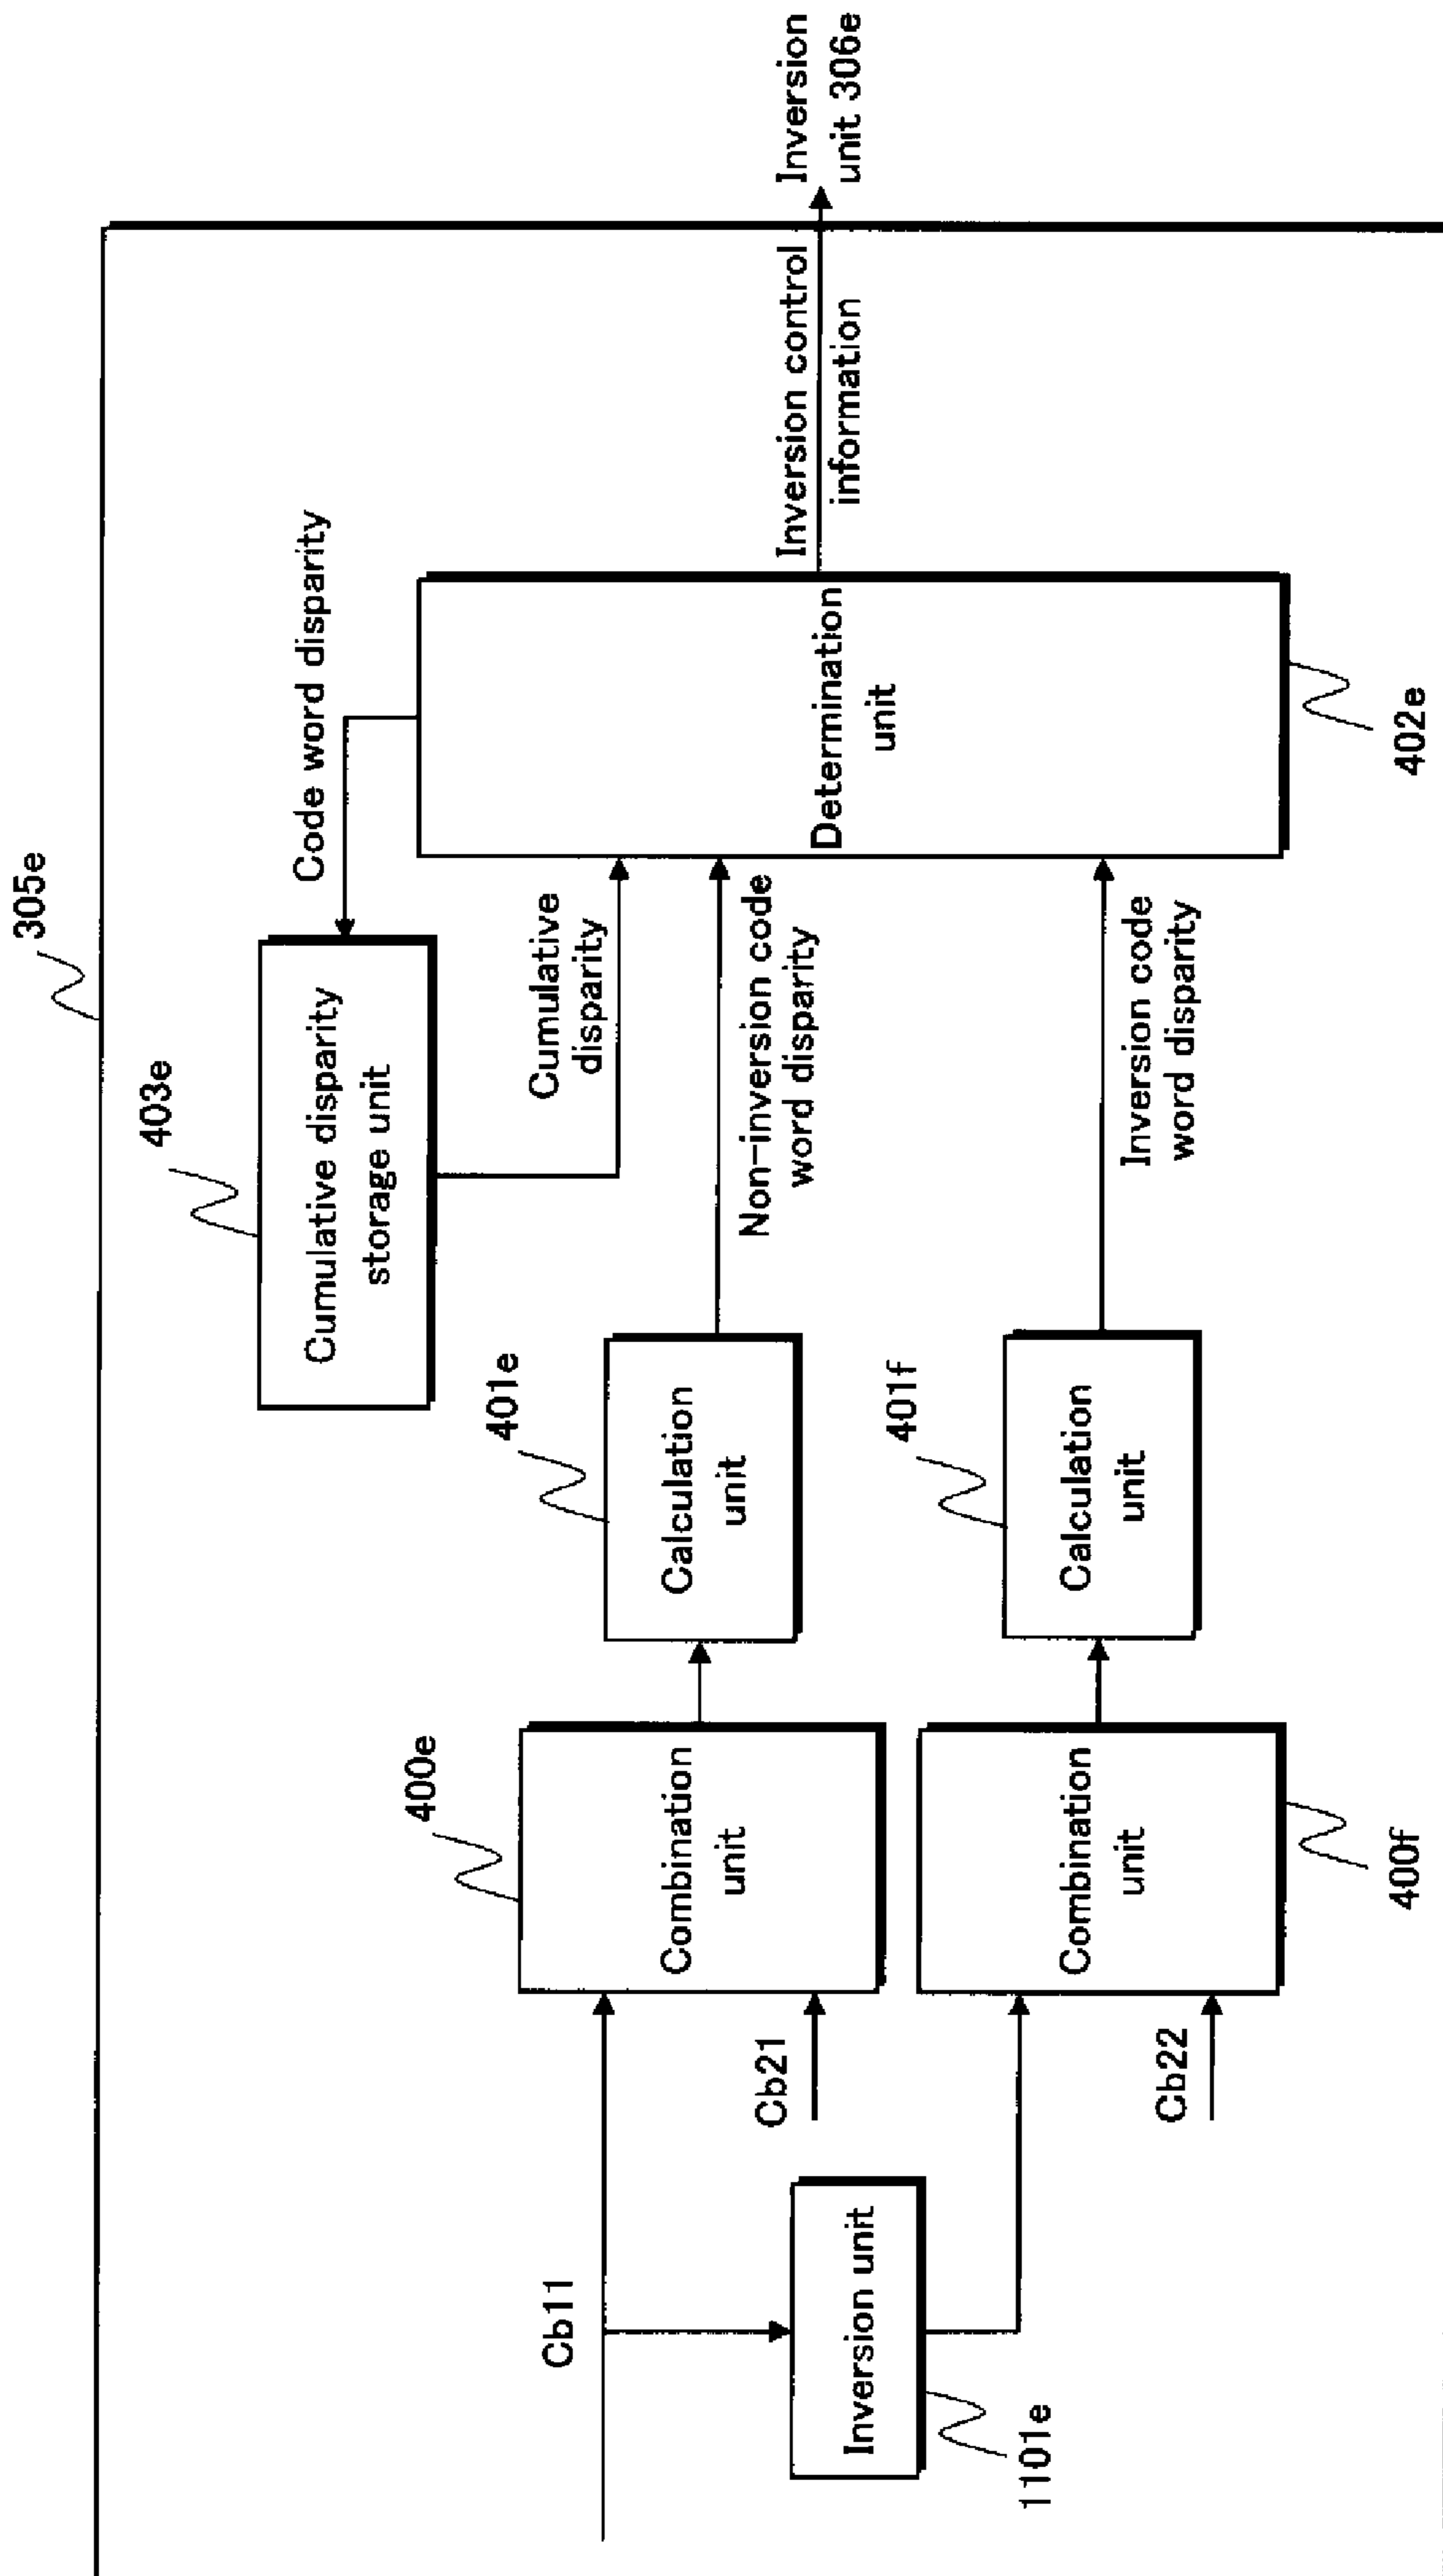 305e
403e
Cumulative disparity
storage unit
Code word disparity
Cumulative
disparity
400e
Combination
unit
401e
Calculation
unit
Non-inversion code
word disparity
Determination
unit
402e
Inversion control
information
Inversion
unit 306e
Cb11
Cb21
Inversion unit
1101e
Cb22
Combination
unit
400f
401f
Calculation
unit
Inversion code
word disparity